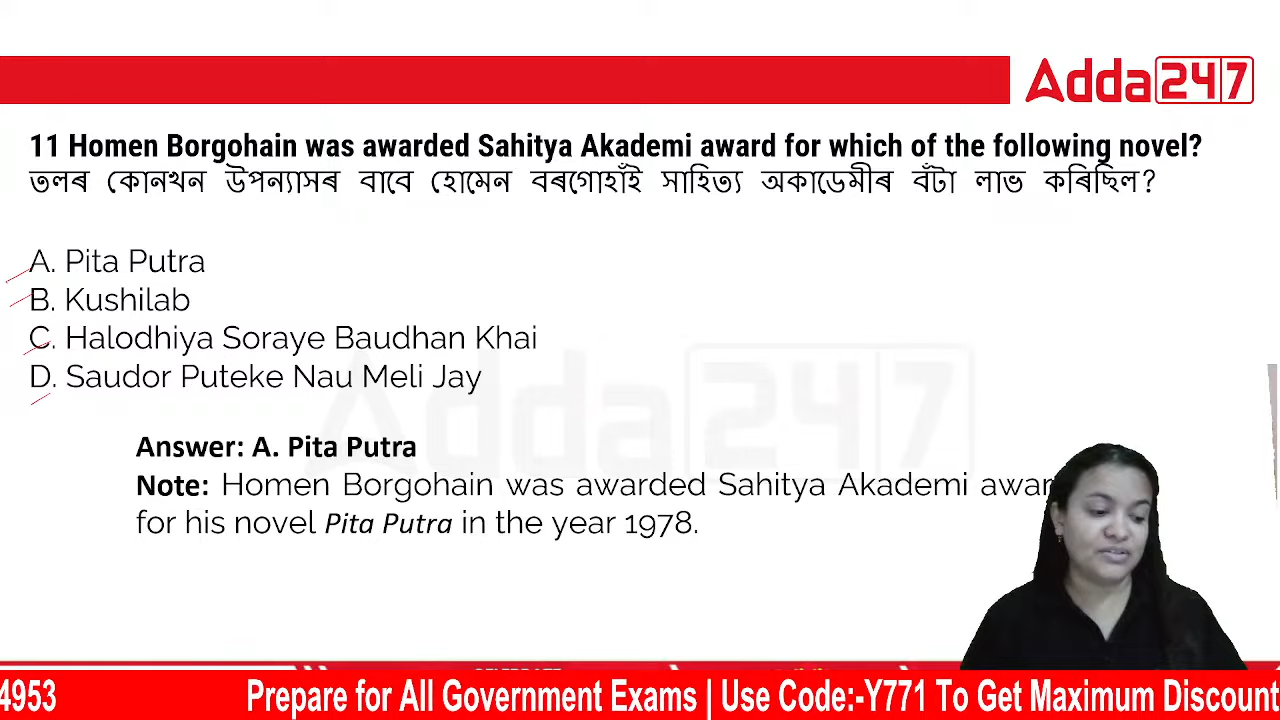 Adda247
11 Homen Borgohain was awarded Sahitya Akademi award for which of the following novel?
তলৰ কোনখন উপন্যাসৰ বাবে হোমেন বৰগোহাঁই সাহিত্য অকাডেমীৰ বঁটা লাভ কৰিছিল?
A. Pita Putra
B. Kushilab
C. Halodhiya Soraye Baudhan Khai
D. Saudor Puteke Nau Meli Jay
Adda247
Answer: A. Pita Putra
Note: Homen Borgohain was awarded Sahitya Akademi
for his novel Pita Putra in the year 1978.
4953 Prepare for All Government Exams | Use Code:-Y771 To Get Maximum Discount